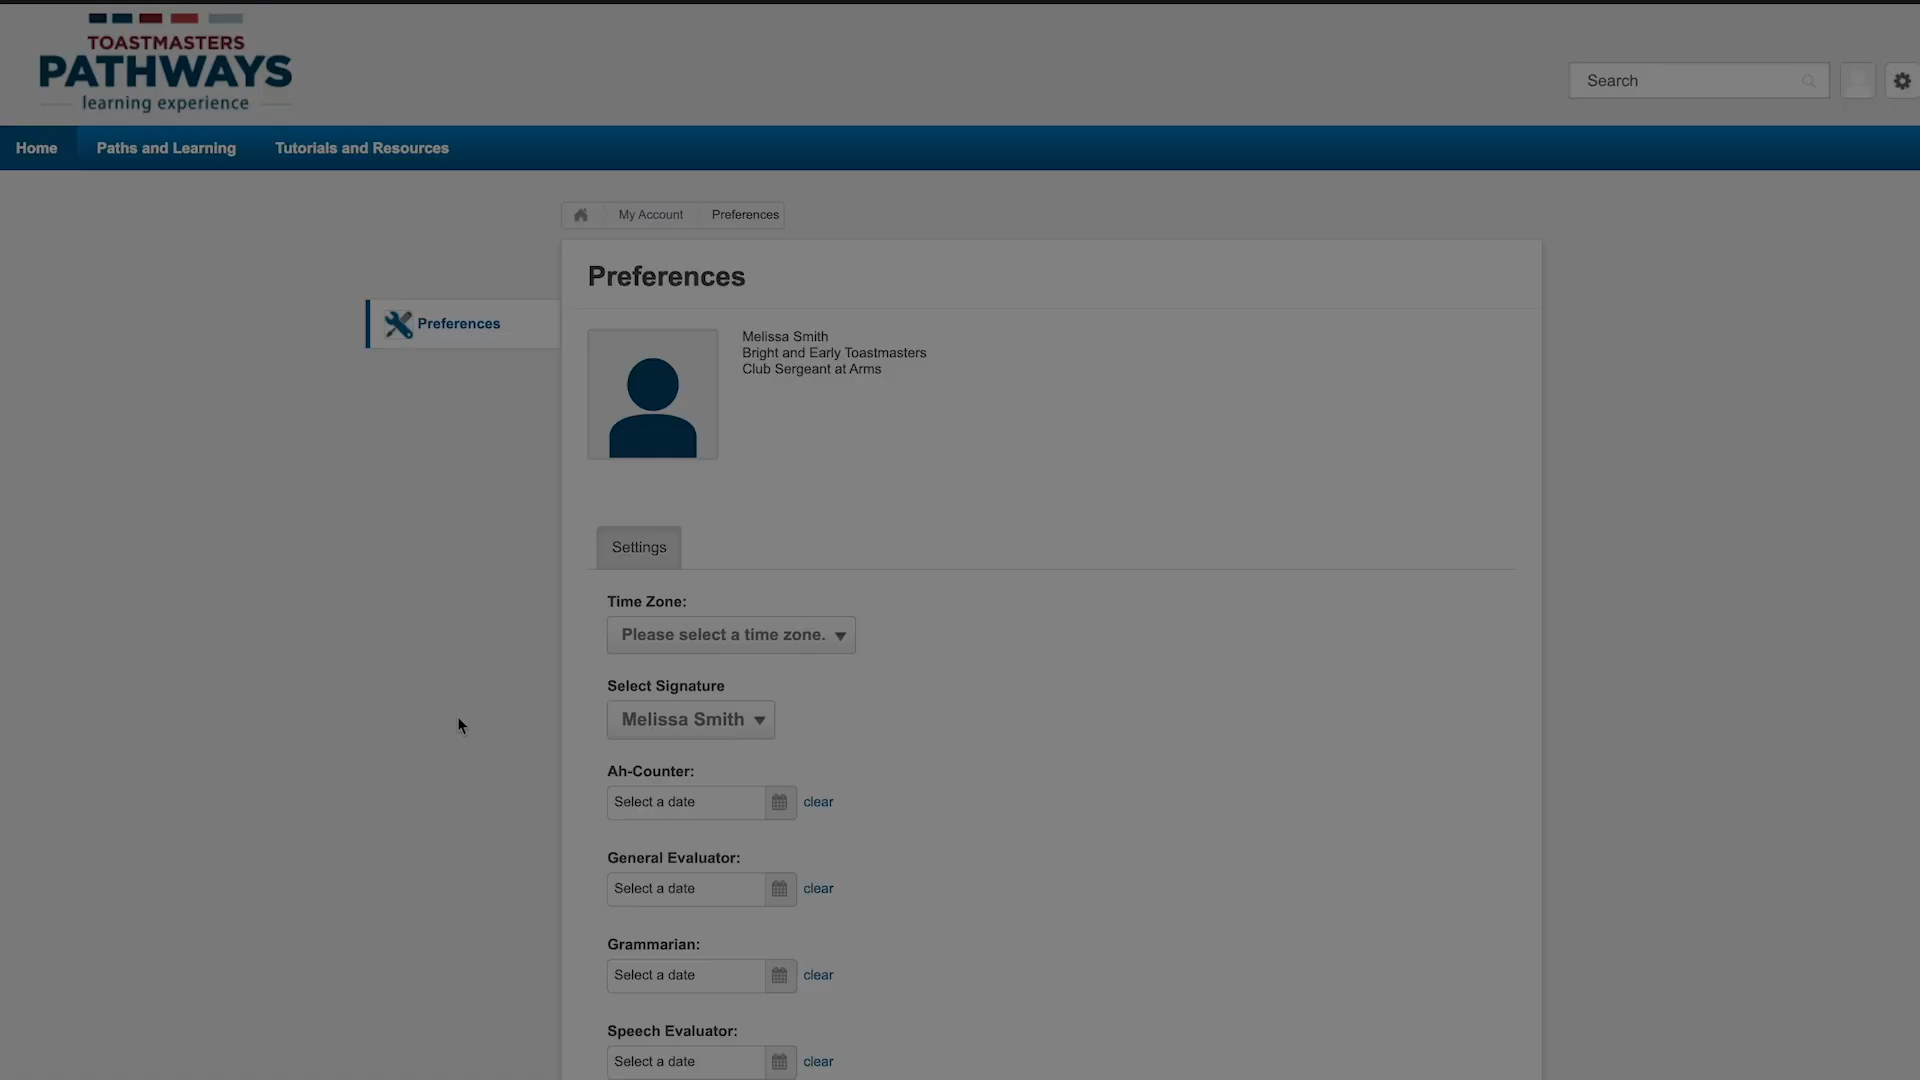 TOASTMASTERS
PATHWAYS
learning experience
Search
Home
Paths and Learning
Tutorials and Resources
My Account
Preferences
Preferences
Preferences
Melissa Smith
Bright and Early Toastmasters
Club Sergeant at Arms
Settings
Time Zone:
Please select a time zone.
Select Signature
Melissa Smith
Ah-Counter:
Select a date
clear
General Evaluator:
Select a date
clear
Grammarian:
Select a date
clear
Speech Evaluator:
Select a date
clear